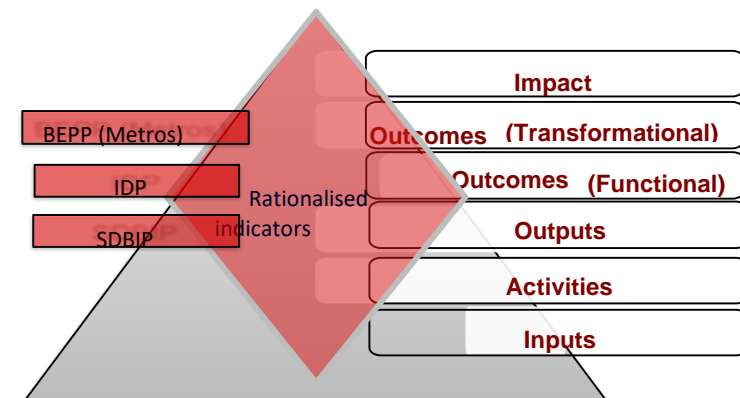 Impact
BEPP (Metros)
Outcomes (Transformational)
IDP
Outcomes (Functional)
Rationalised
indicators
SDBIP
Outputs
Activities
Inputs